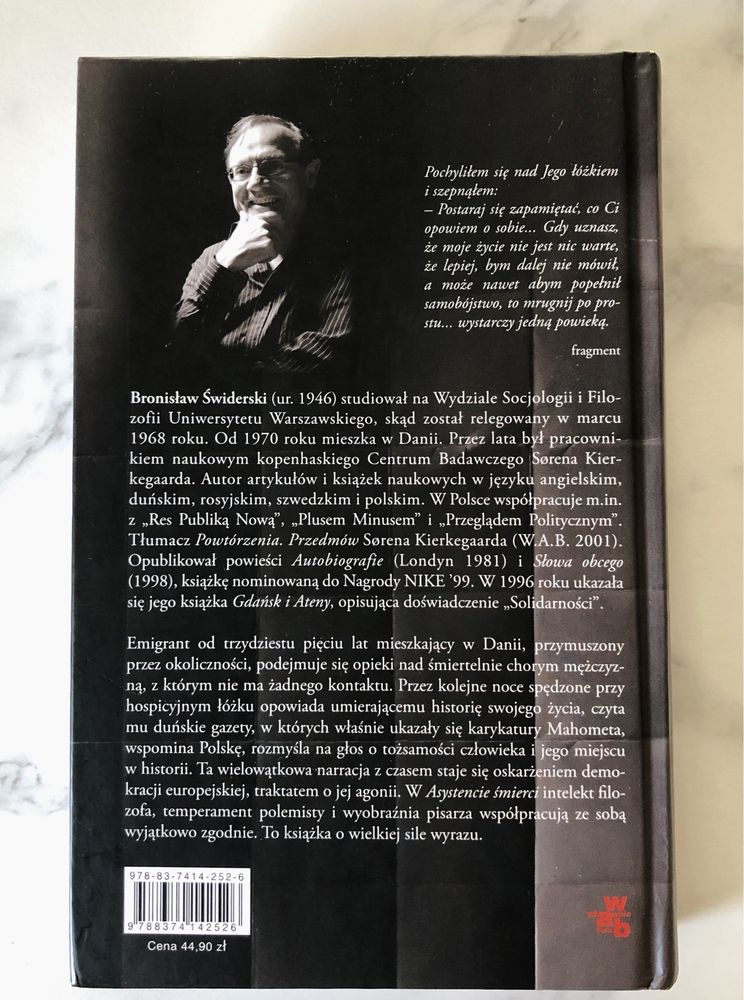 Pochyliłem się nad Jego łóżkiem
i szepnąłem:
– Postaraj się zapamiętać, co Ci
opowiem o sobie... Gdy uznasz,
że moje życie nie jest nic warte,
że lepiej, bym dalej nie mówił,
a może nawet abym popełnił
samobójstwo, to mrugnij po pro-
stu... wystarczy jedną powieką.
fragment
Bronisław Świderski (ur. 1946) studiował na Wydziale Socjologii i Filo-
zofii Uniwersytetu Warszawskiego, skąd został relegowany w marcu
1968 roku. Od 1970 roku mieszka w Danii. Przez lata był pracowni-
kiem naukowym kopenhaskiego Centrum Badawczego Sørena Kier-
kegaarda. Autor artykułów i książek naukowych w języku angielskim,
duńskim, rosyjskim, szwedzkim i polskim. W Polsce współpracuje m.in.
z „Res Publiką Nową”, „Plusem Minusem” i „Przeglądem Politycznym”.
Tłumacz Powtórzenia. Przedmów Sørena Kierkegaarda (W.A.B. 2001).
Opublikował powieści Autobiografie (Londyn 1981) i Słowa obcego
(1998), książkę nominowaną do Nagrody NIKE ’99. W 1996 roku ukazała
się jego książka Gdańsk i Ateny, opisująca doświadczenie „Solidarności”.
Emigrant od trzydziestu pięciu lat mieszkający w Danii, przymuszony
przez okoliczności, podejmuje się opieki nad śmiertelnie chorym mężczyz-
ną, z którym nie ma żadnego kontaktu. Przez kolejne noce spędzone przy
hospicyjnym łóżku opowiada umierającemu historię swojego życia, czyta
mu duńskie gazety, w których właśnie ukazały się karykatury Mahometa,
wspomina Polskę, rozmyśla na głos o tożsamości człowieka i jego miejscu
w historii. Ta wielowątkowa narracja z czasem staje się oskarżeniem demo-
kracji europejskiej, traktatem o jej agonii. W Asystencie śmierci intelekt filo-
zofa, temperament polemisty i wyobraźnia pisarza współpracują ze sobą
wyjątkowo zgodnie. To książka o wielkiej sile wyrazu.
978-83-7414-252-6
9788374142526
Cena 44,90 zł
w
a
b